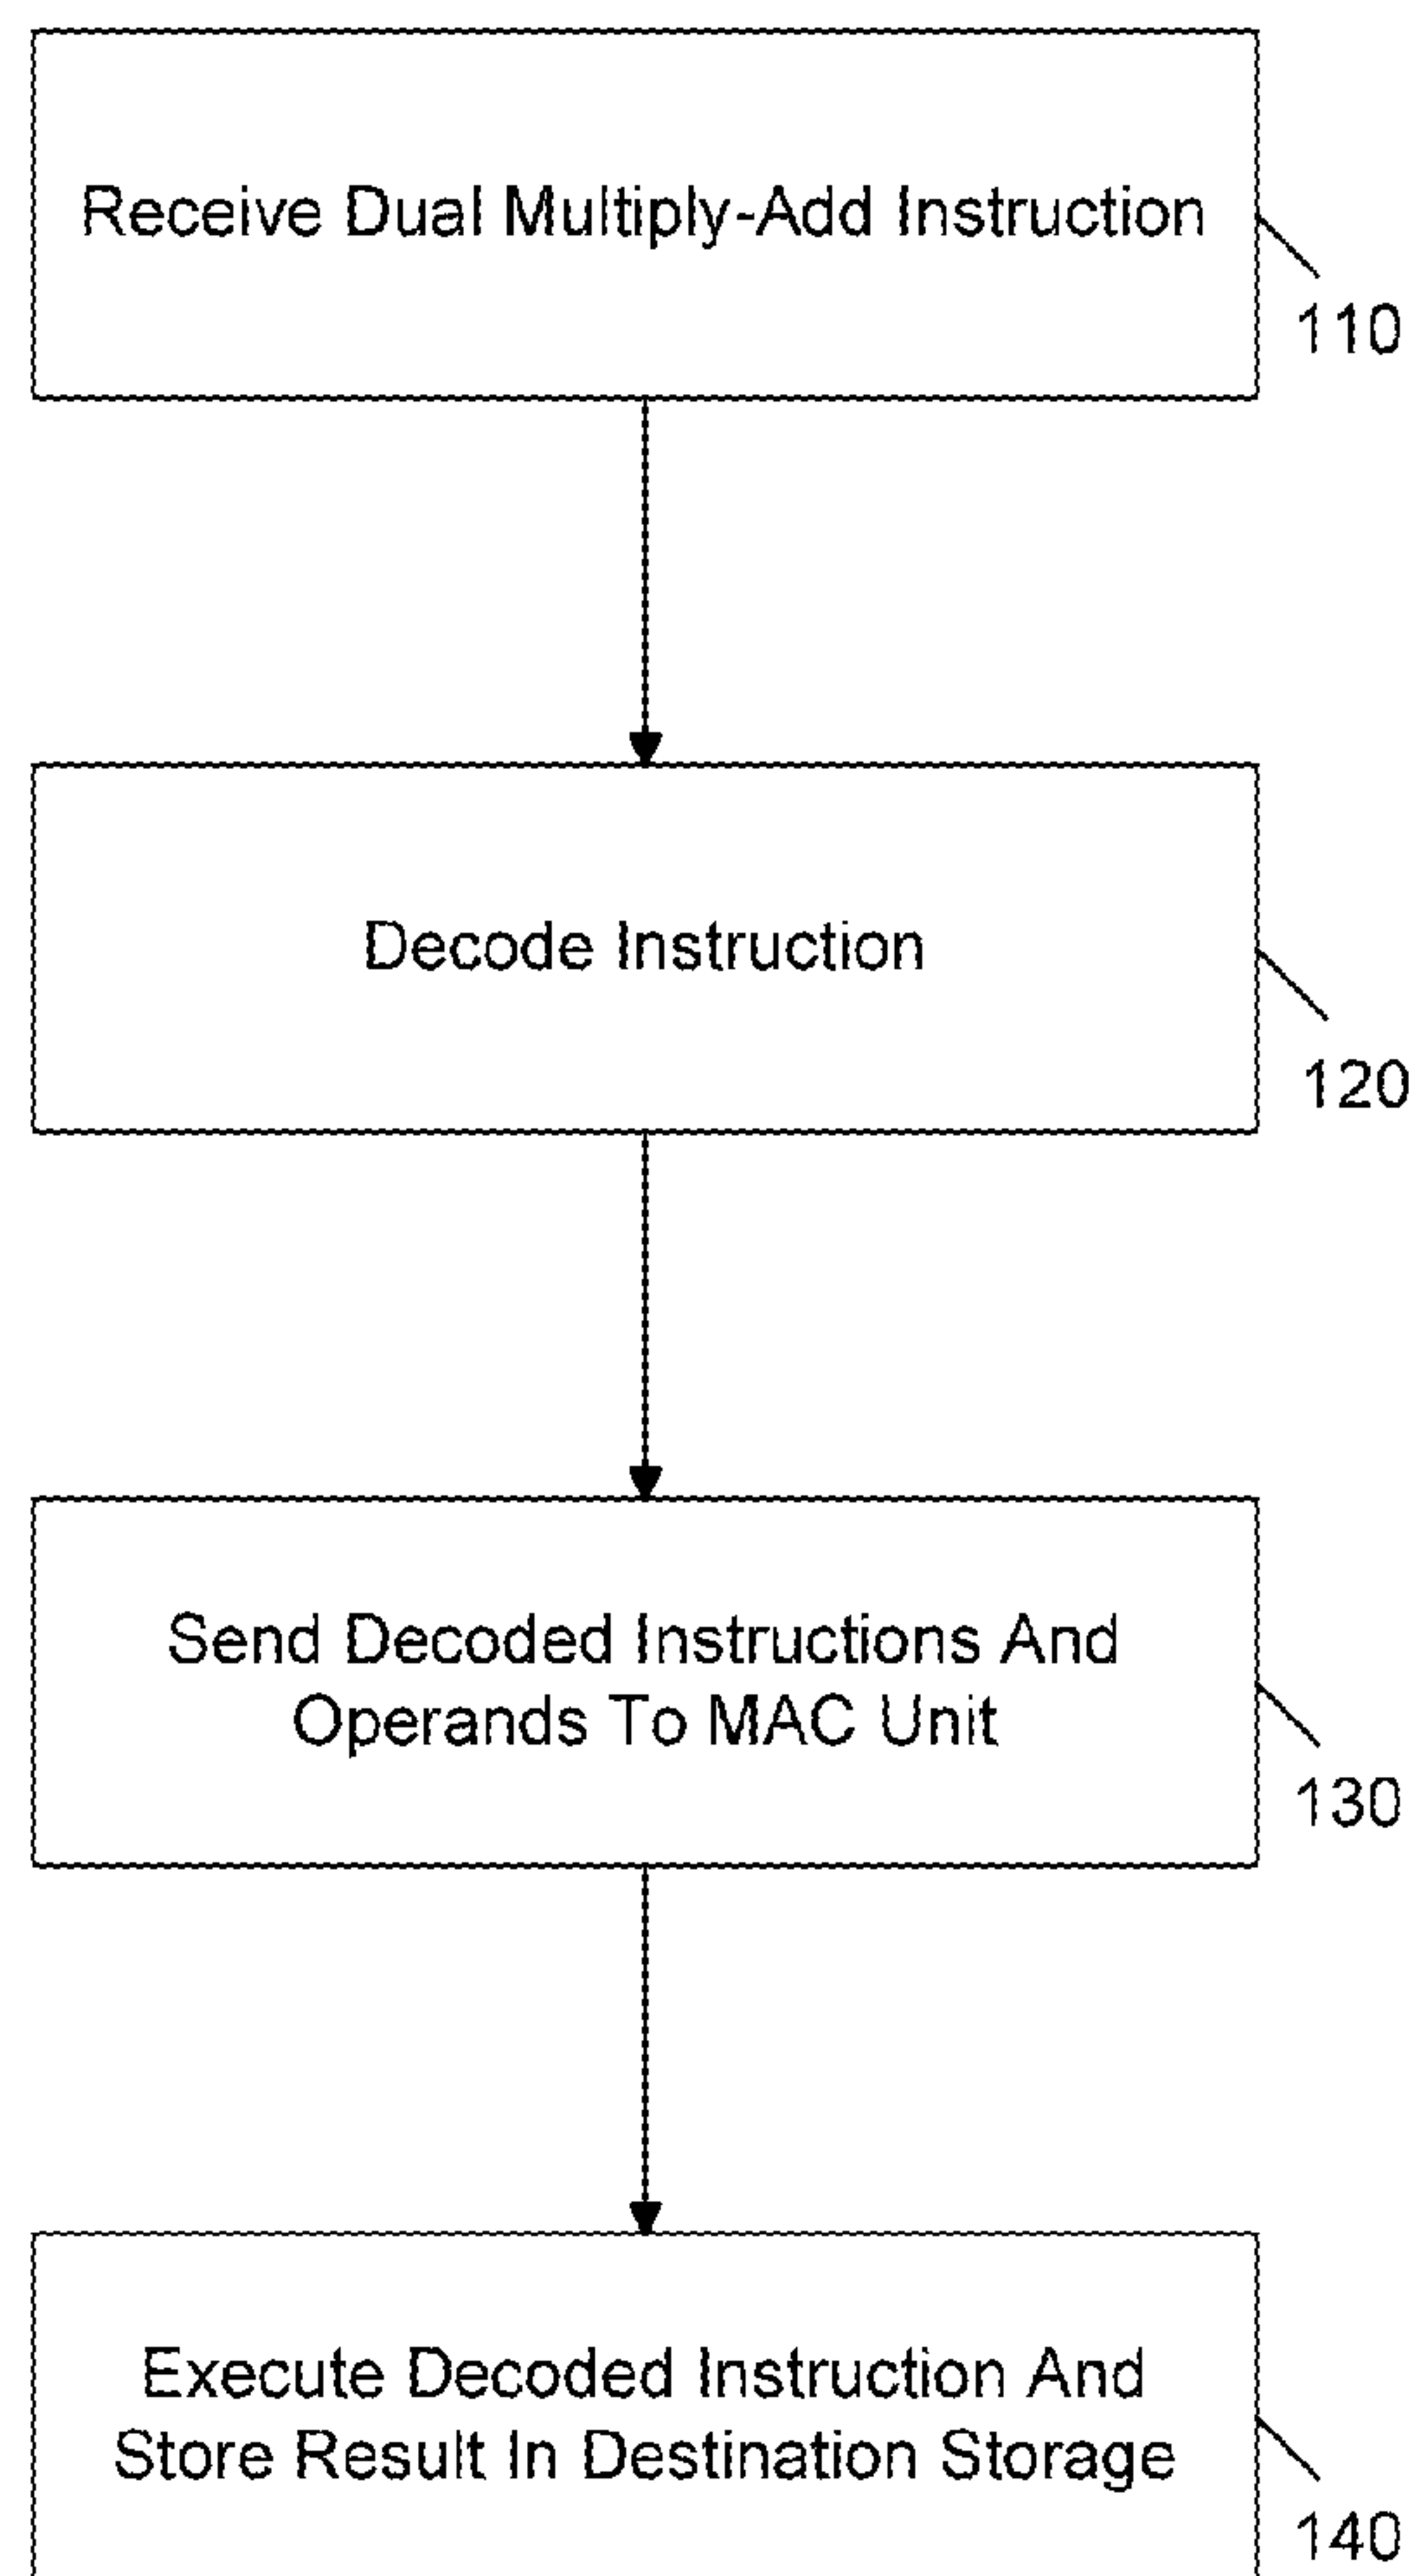 Receive Dual Multiply-Add Instruction
110
Decode Instruction
120
Send Decoded Instructions And
Operands To MAC Unit
130
Execute Decoded Instruction And
Store Result In Destination Storage
140